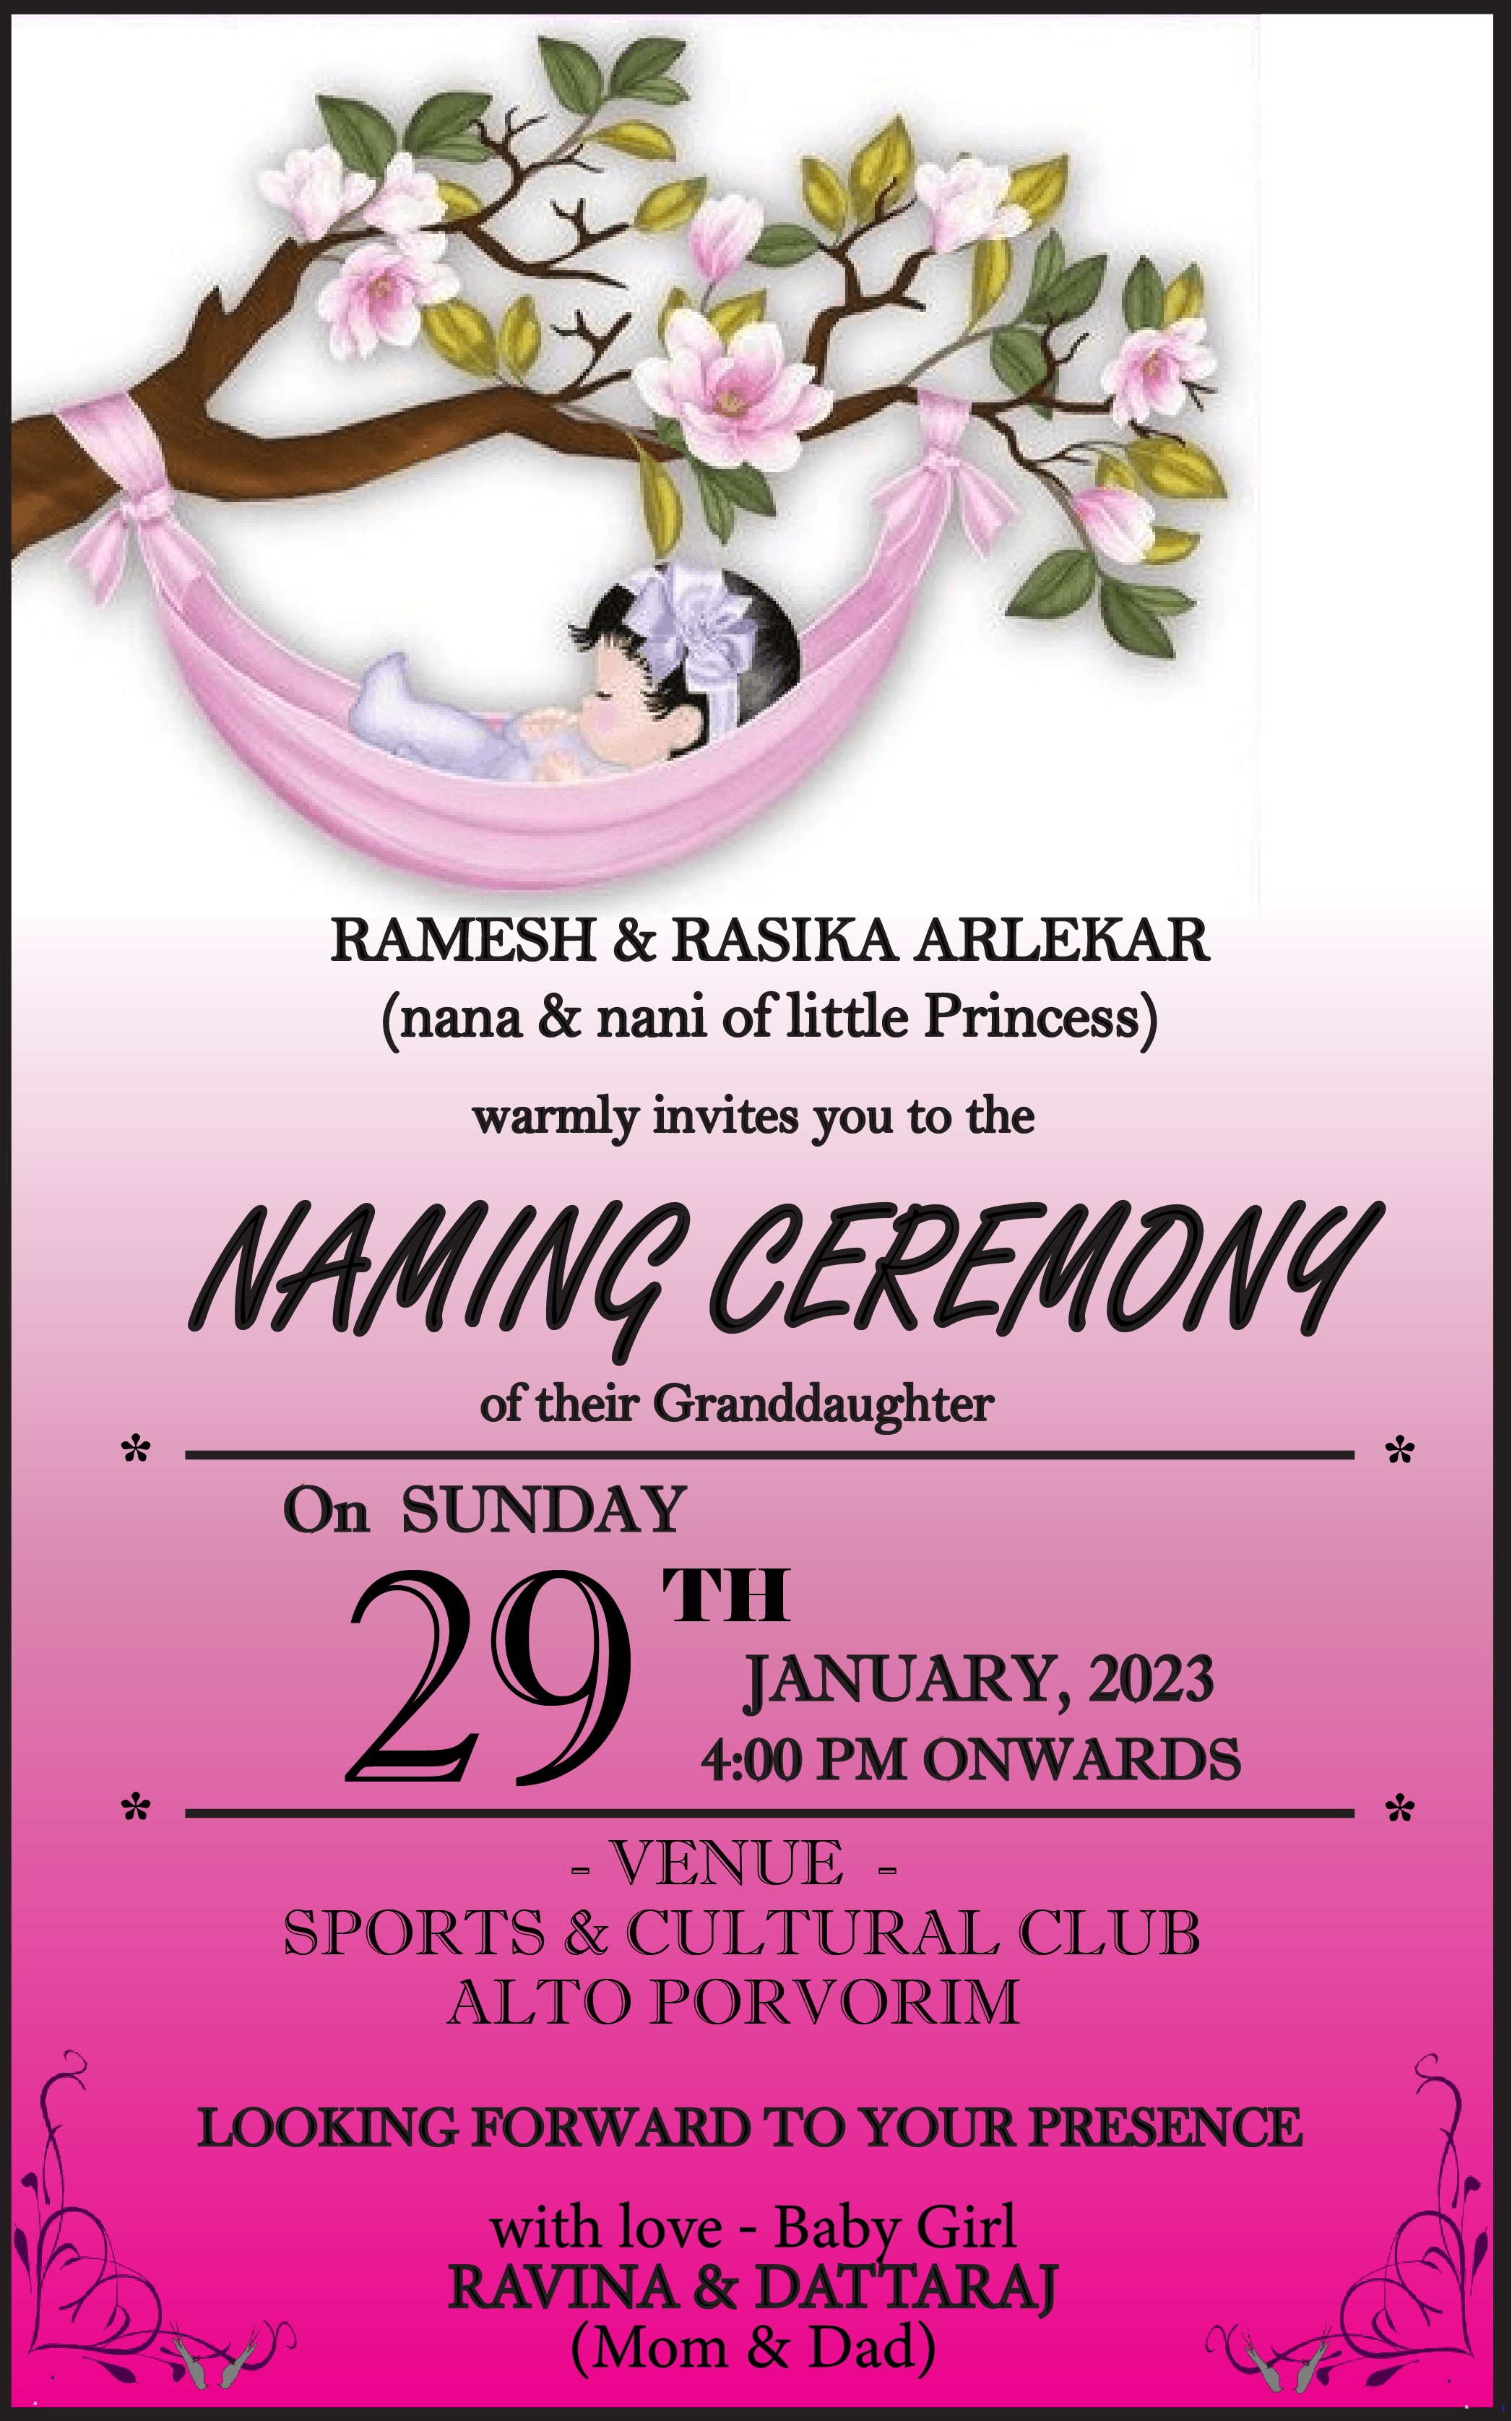 RAMESH & RASIKA ARLEKAR
(nana & nani of little Princess)
warmly invites you to the
NAMING CEREMONY
of their Granddaughter
* *
On SUNDAY
29TH
JANUARY, 2023
4:00 PM ONWARDS
* *
- VENUE -
SPORTS & CULTURAL CLUB
ALTO PORVORIM
LOOKING FORWARD TO YOUR PRESENCE
with love - Baby Girl
RAVINA & DATTARAJ
(Mom & Dad)